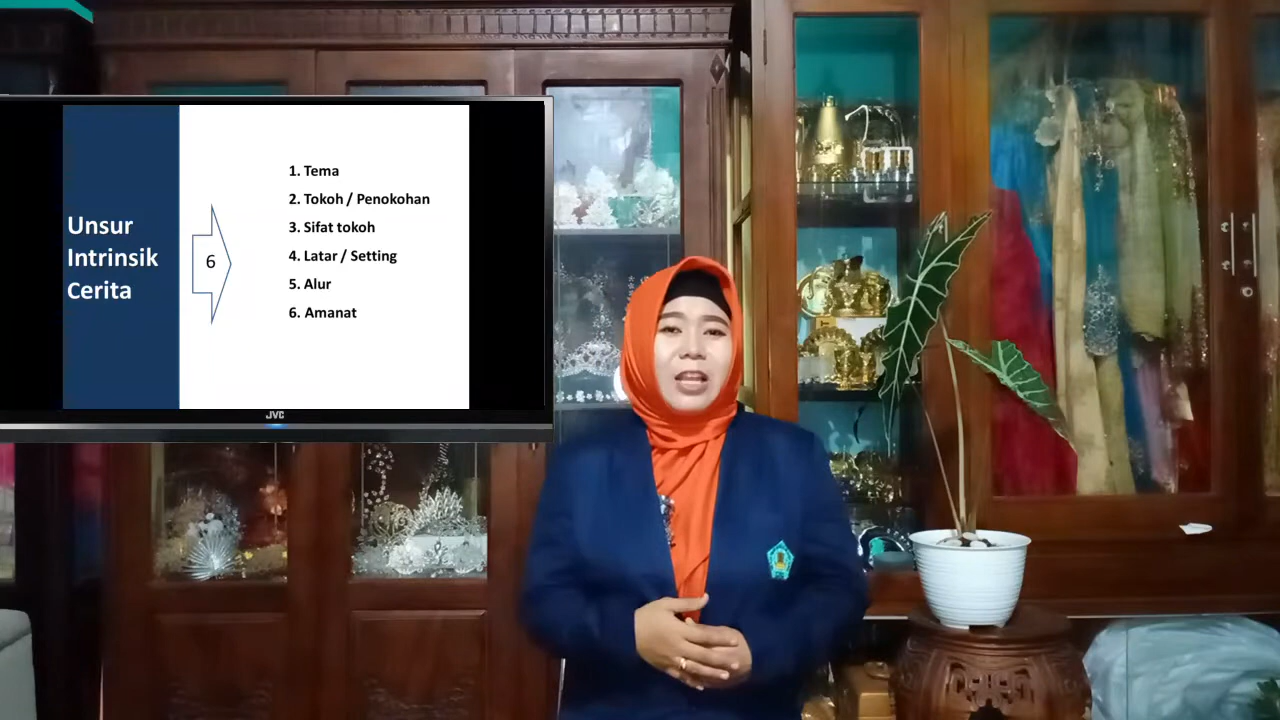 Unsur
Intrinsik
Cerita
6
1. Tema
2. Tokoh / Penokohan
3. Sifat tokoh
4. Latar / Setting
5. Alur
6. Amanat
JVC